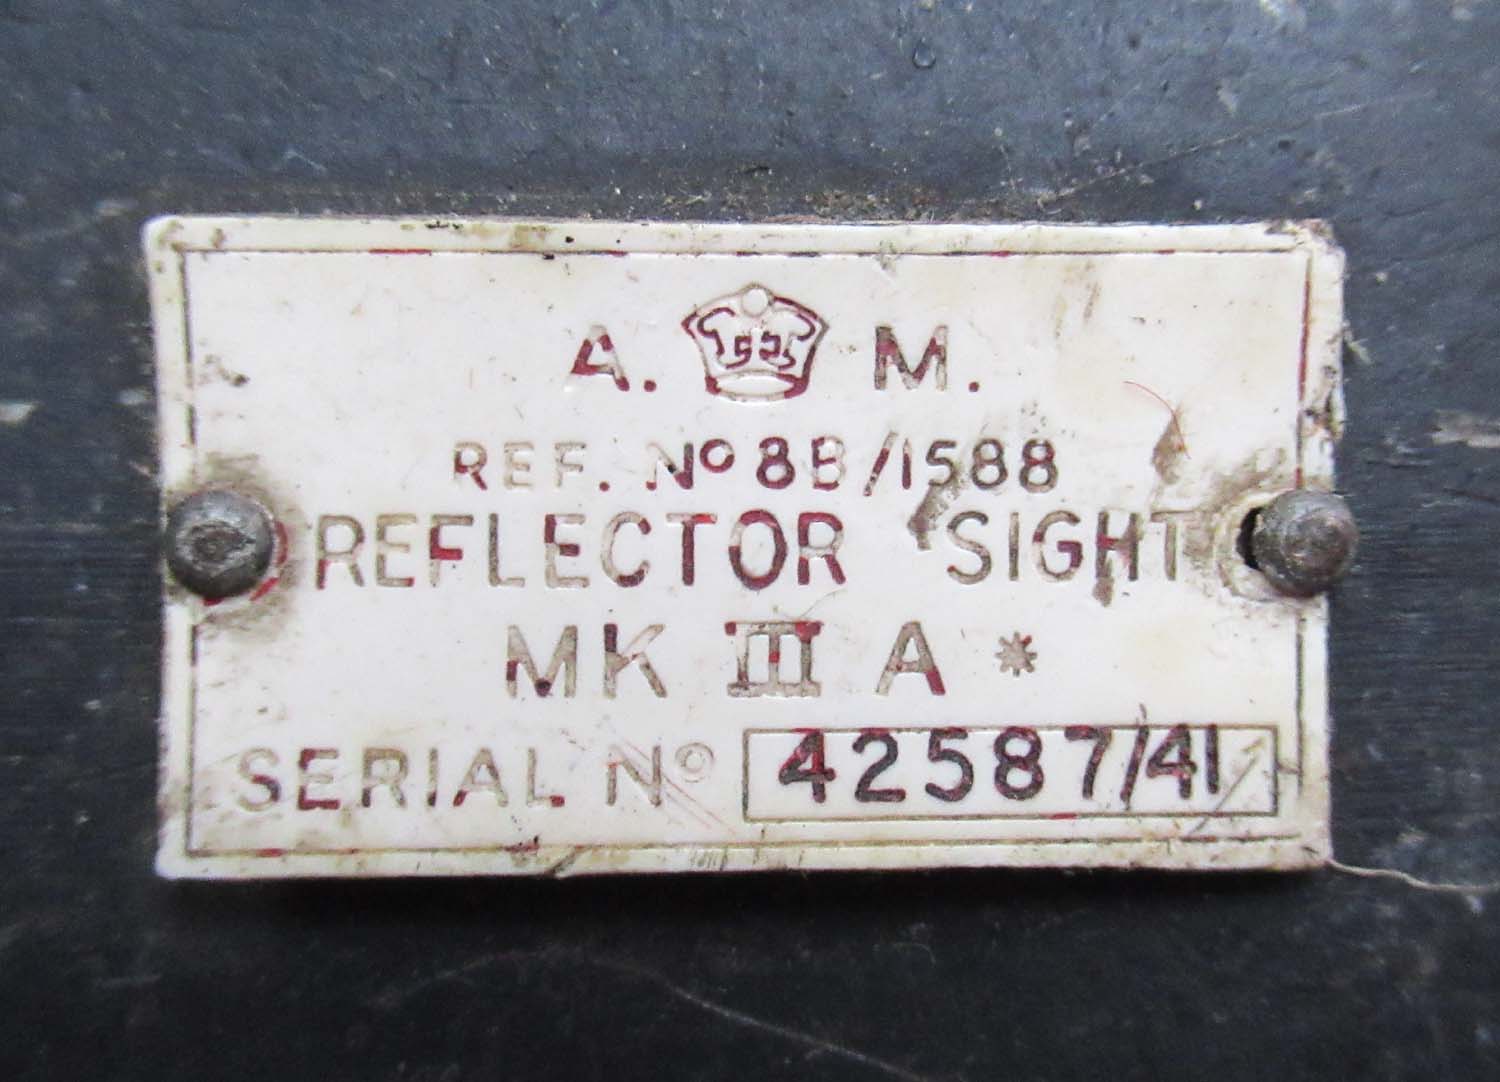 A. M.
REF. Nº 8B/1588
REFLECTOR SIGHT
MK III A *
SERIAL Nº 42587/41